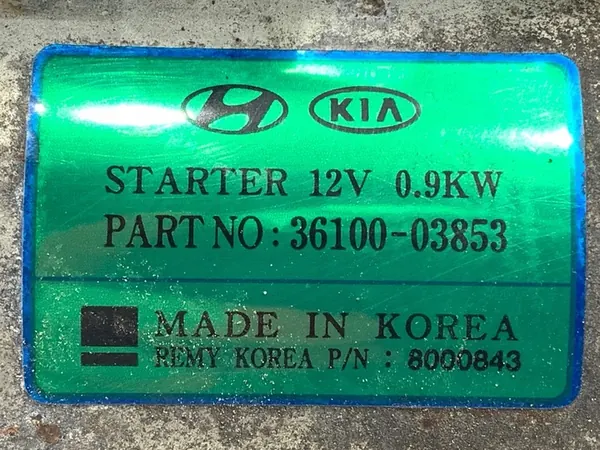 KIA
STARTER 12V 0.9KW
PART NO : 36100-03853
MADE IN KOREA
REMY KOREA P/N : 8000843